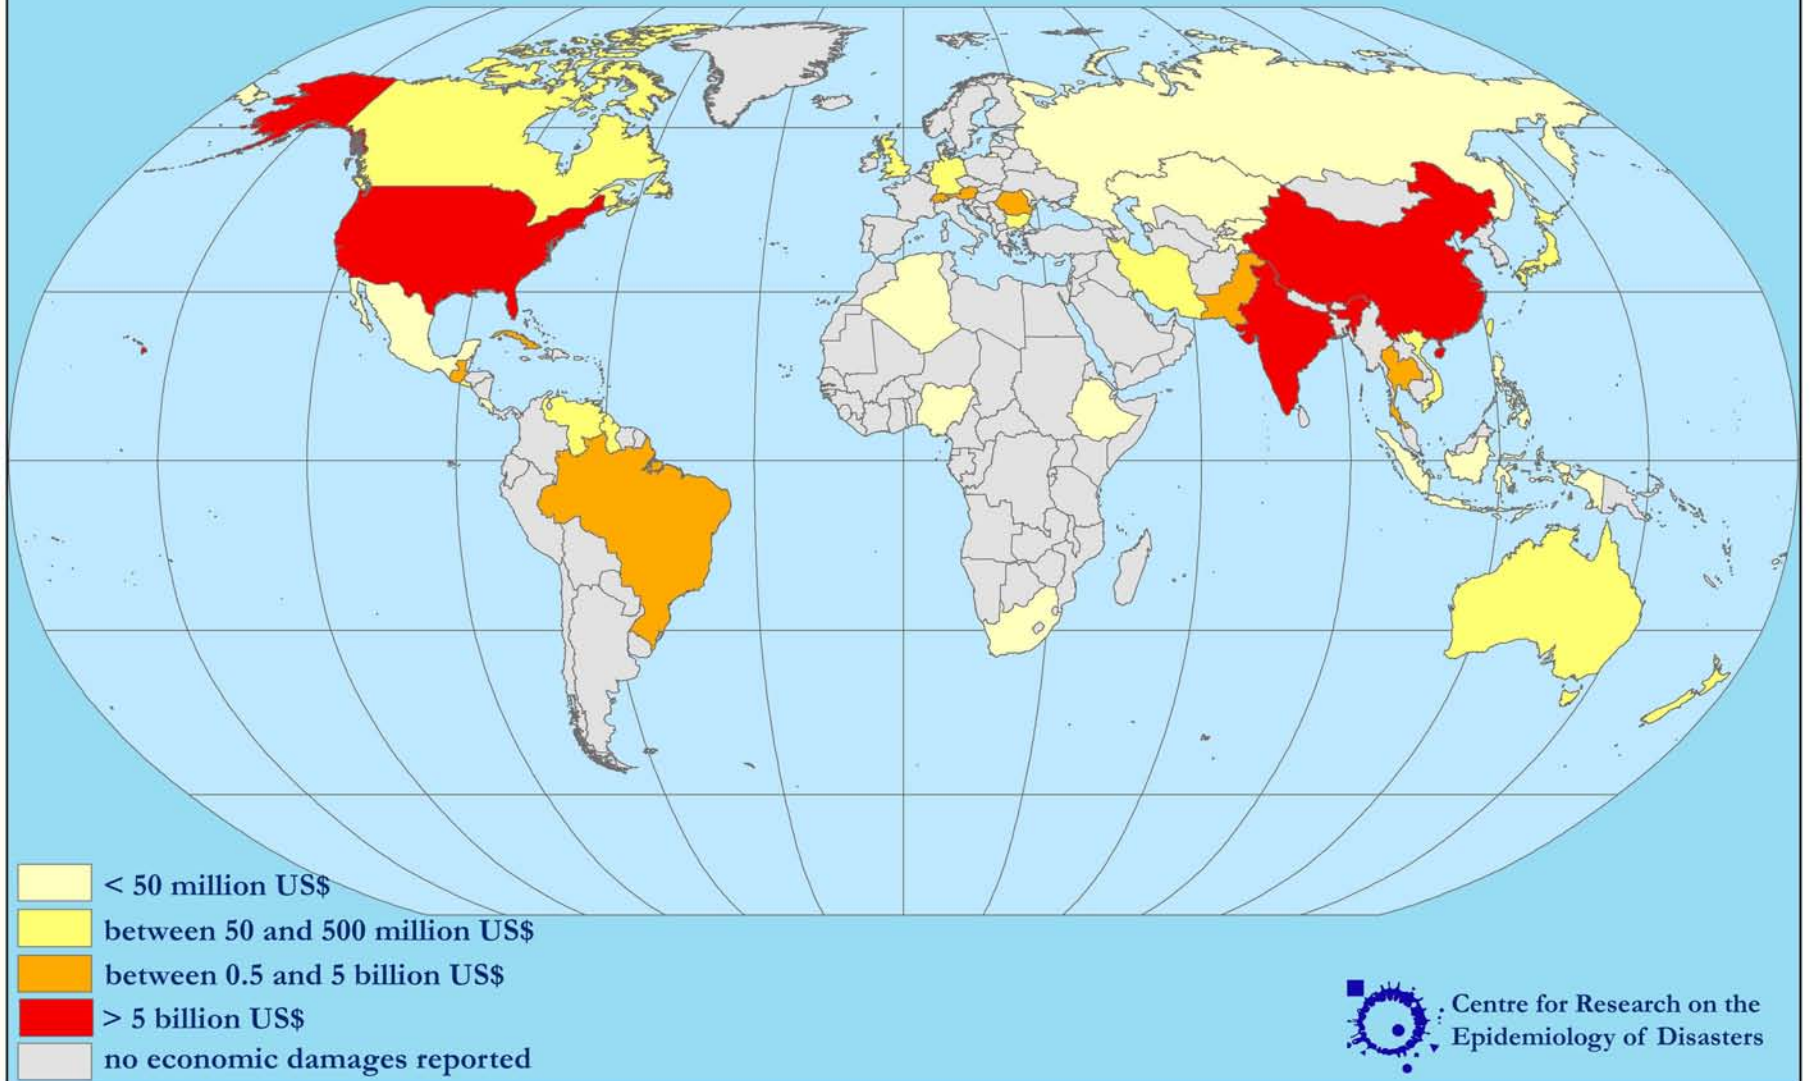 < 50 million US$
between 50 and 500 million US$
between 0.5 and 5 billion US$
> 5 billion US$
no economic damages reported
Centre for Research on the
Epidemiology of Disasters